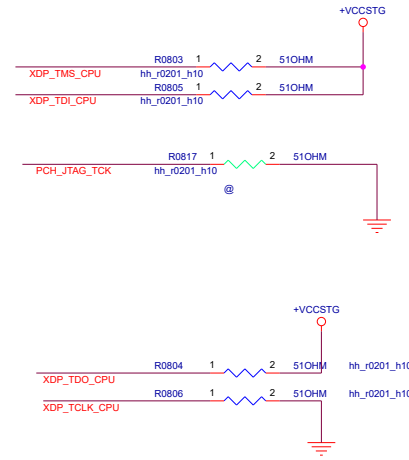 +VCCSTG
R0803 1 2 51OHM
XDP_TMS_CPU hh_r0201_h10
R0805 1 2 51OHM
XDP_TDI_CPU hh_r0201_h10
R0817 1 2 51OHM
PCH_JTAG_TCK hh_r0201_h10
@
+VCCSTG
R0804 1 2 51OHM hh_r0201_h10
XDP_TDO_CPU
R0806 1 2 51OHM hh_r0201_h10
XDP_TCLK_CPU